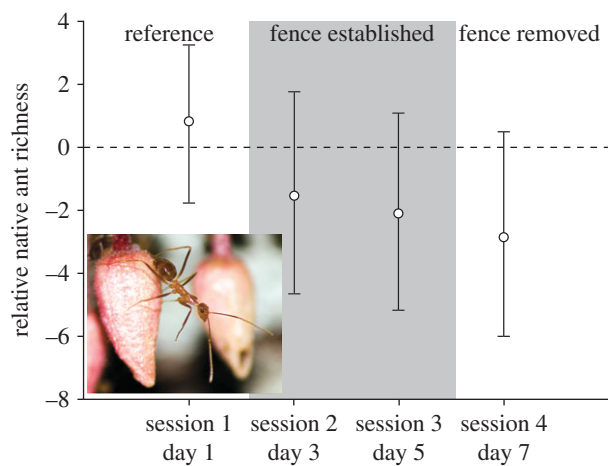 reference fence established fence removed
relative native ant richness
4
2
0
−2
−4
−6
−8
session 1 session 2 session 3 session 4
day 1 day 3 day 5 day 7